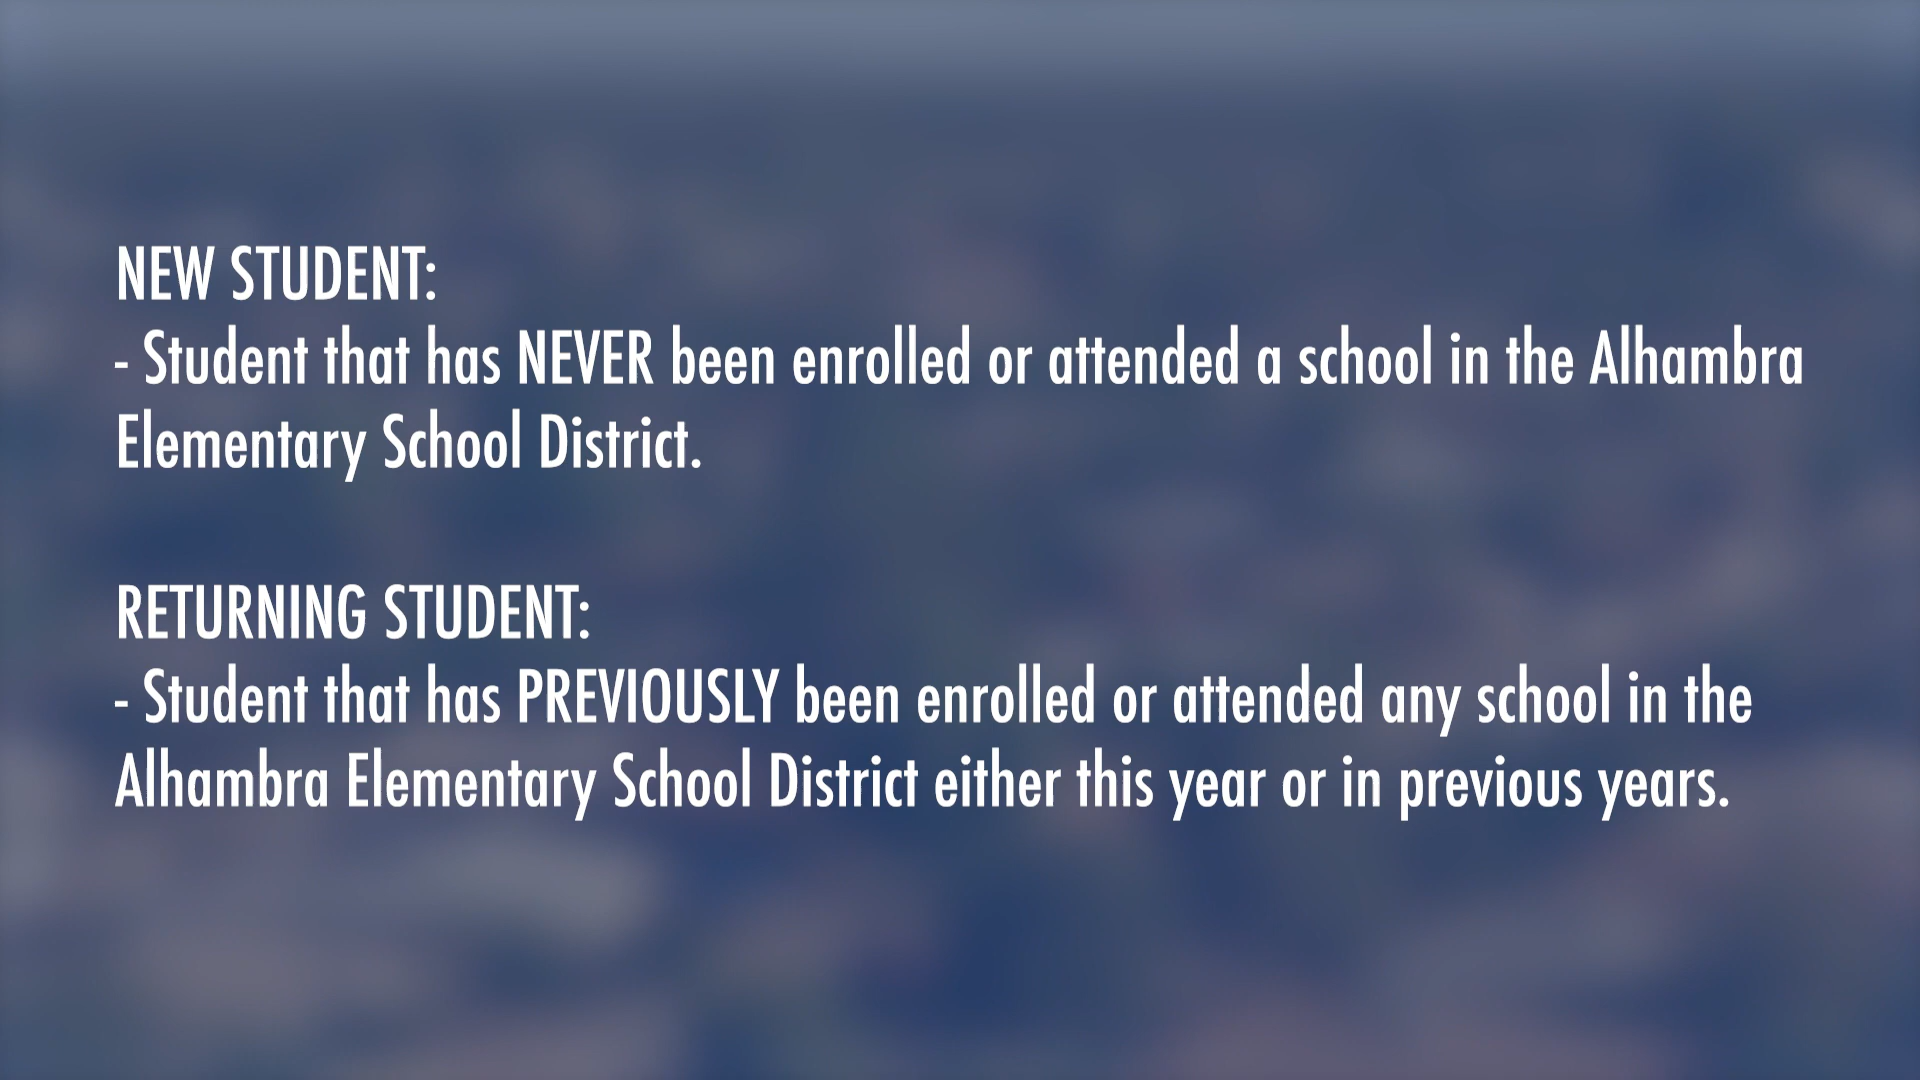 NEW STUDENT:
- Student that has NEVER been enrolled or attended a school in the Alhambra
Elementary School District.
RETURNING STUDENT:
- Student that has PREVIOUSLY been enrolled or attended any school in the
Alhambra Elementary School District either this year or in previous years.